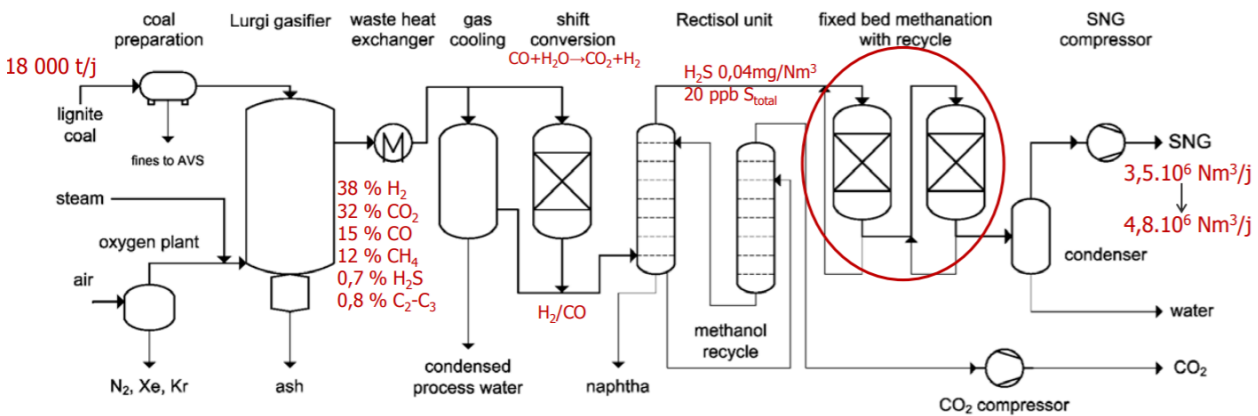 coal
preparation
Lurgi gasifier
waste heat
exchanger
gas
cooling
shift
conversion
CO+H₂O→CO₂+H₂
Rectisol unit
fixed bed methanation
with recycle
SNG
compressor
18 000 t/j
lignite
coal
fines to AVS
H₂S 0,04mg/Nm³
20 ppb Stotal
M
SNG
3,5.10⁶ Nm³/j
4,8.10⁶ Nm³/j
steam
oxygen plant
air
38 % H₂
32 % CO₂
15 % CO
12 % CH₄
0,7 % H₂S
0,8 % C₂-C₃
H₂/CO
condenser
water
methanol
recycle
N₂, Xe, Kr
ash
condensed
process water
naphtha
CO₂
CO₂ compressor